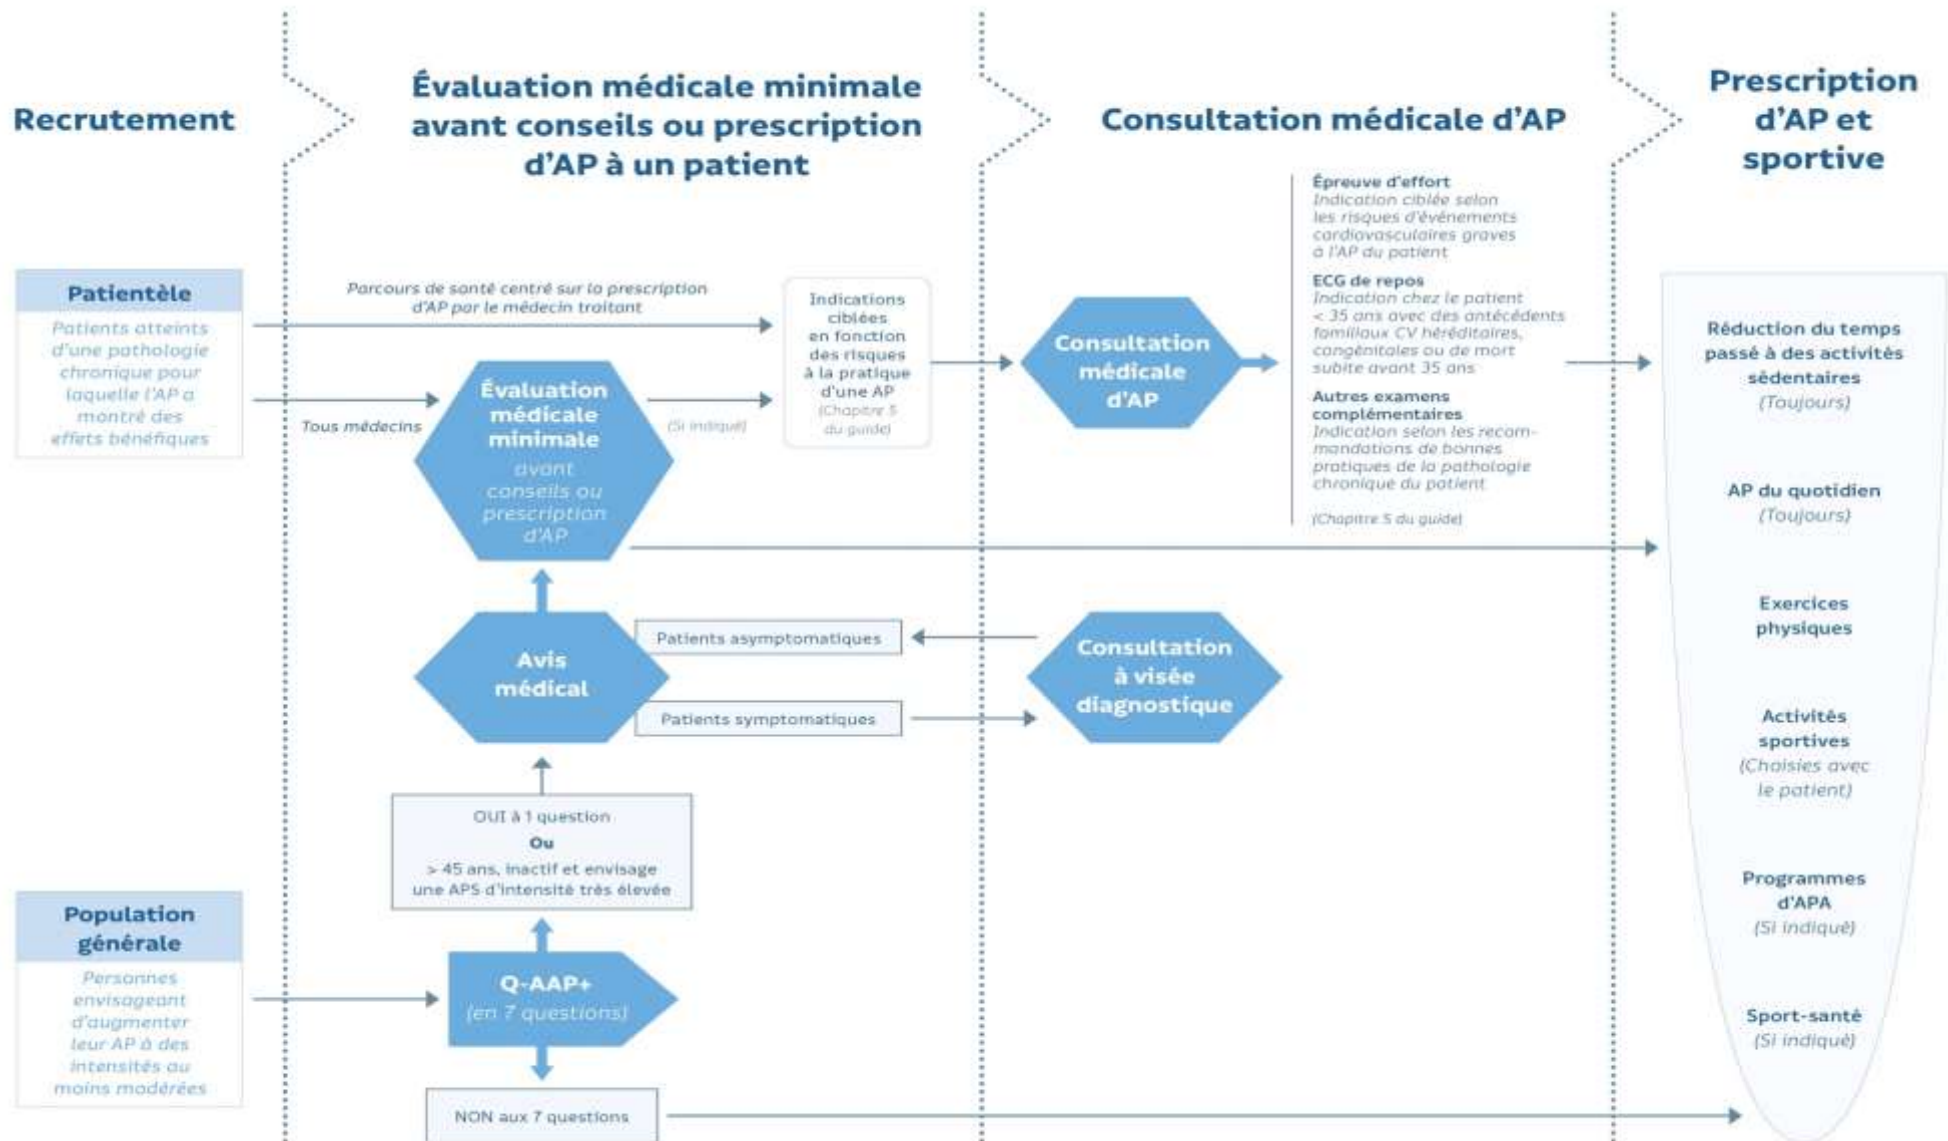 Recrutement
Évaluation médicale minimale
avant conseils ou prescription
d'AP à un patient
Consultation médicale d'AP
Prescription
d'AP et
sportive
Patientèle
Patients atteints
d'une pathologie
chronique pour
laquelle l'AP a
montré des
effets bénéfiques
Parcours de santé centré sur la prescription
d'AP par le médecin traitant
Tous médecins
Évaluation
médicale
minimale
avant
conseils ou
prescription
d'AP
(Si indiqué)
Indications
ciblées
en fonction
des risques
à la pratique
d'une AP
(Chapitre 5
du guide)
Consultation
médicale
d'AP
Épreuve d'effort
Indication ciblée selon
les risques d'événements
cardiovasculaires graves
à l'AP du patient
ECG de repos
Indication chez le patient
< 35 ans avec des antécédents
familiaux CV héréditaires,
congénitales ou de mort
subite avant 35 ans
Autres examens
complémentaires
Indication selon les recom-
mandations de bonnes
pratiques de la pathologie
chronique du patient
(Chapitre 5 du guide)
Réduction du temps
passé à des activités
sédentaires
(Toujours)
AP du quotidien
(Toujours)
Exercices
physiques
Activités
sportives
(Choisies avec
le patient)
Programmes
d'APA
(Si indiqué)
Sport-santé
(Si indiqué)
Avis
médical
Patients asymptomatiques
Patients symptomatiques
Consultation
à visée
diagnostique
OUI à 1 question
Ou
> 45 ans, inactif et envisage
une APS d'intensité très élevée
Population
générale
Personnes
envisageant
d'augmenter
leur AP à des
intensités au
moins modérées
Q-AAP+
(en 7 questions)
NON aux 7 questions